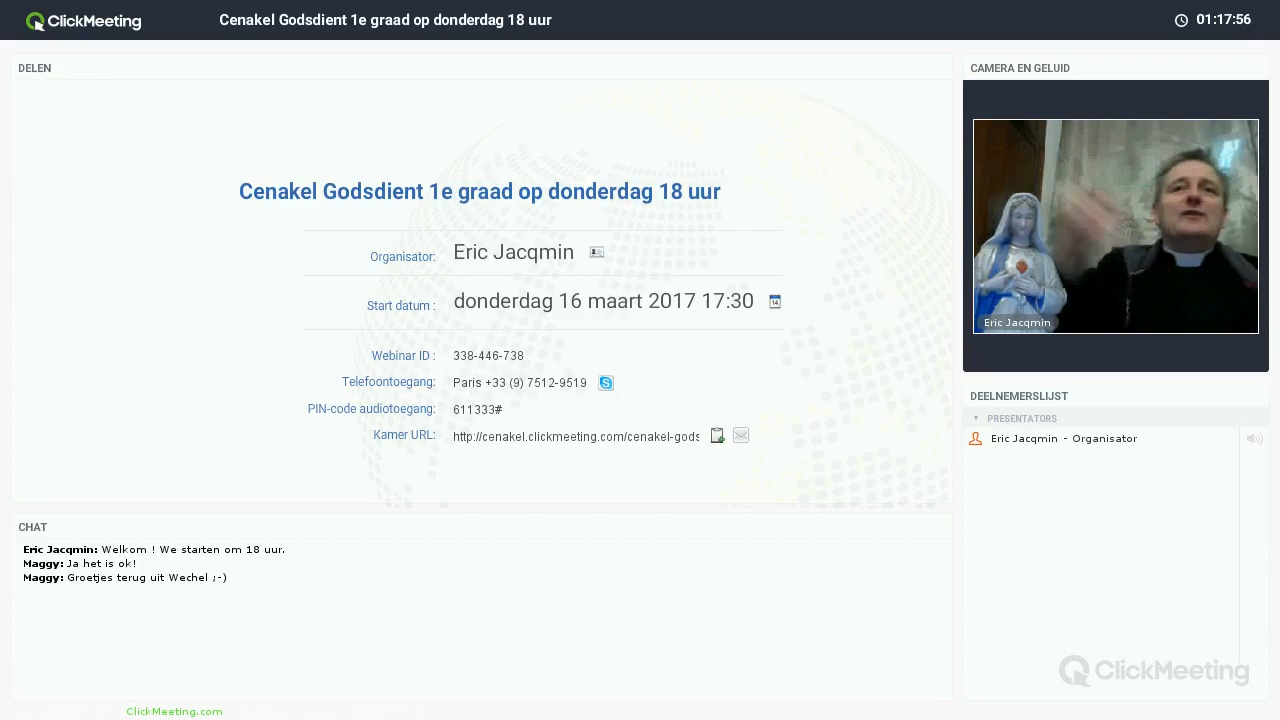 ClickMeeting
Cenakel Godsdient 1e graad op donderdag 18 uur
01:17:56
DELEN
Cenakel Godsdient 1e graad op donderdag 18 uur
Organisator: Eric Jacqmin
Start datum : donderdag 16 maart 2017 17:30
14
Webinar ID : 338-446-738
Telefoontoegang: Paris +33 (9) 7512-9519
PIN-code audiotoegang: 611333#
Kamer URL: http://cenakel.clickmeeting.com/cenakel-gods
CHAT
Eric Jacqmin: Welkom ! We starten om 18 uur.
Maggy: Ja het is ok!
Maggy: Groetjes terug uit Wechel ;-)
CAMERA EN GELUID
Eric Jacqmin
DEELNEMERSLIJST
PRESENTATORS
Eric Jacqmin - Organisator
ClickMeeting
ClickMeeting.com